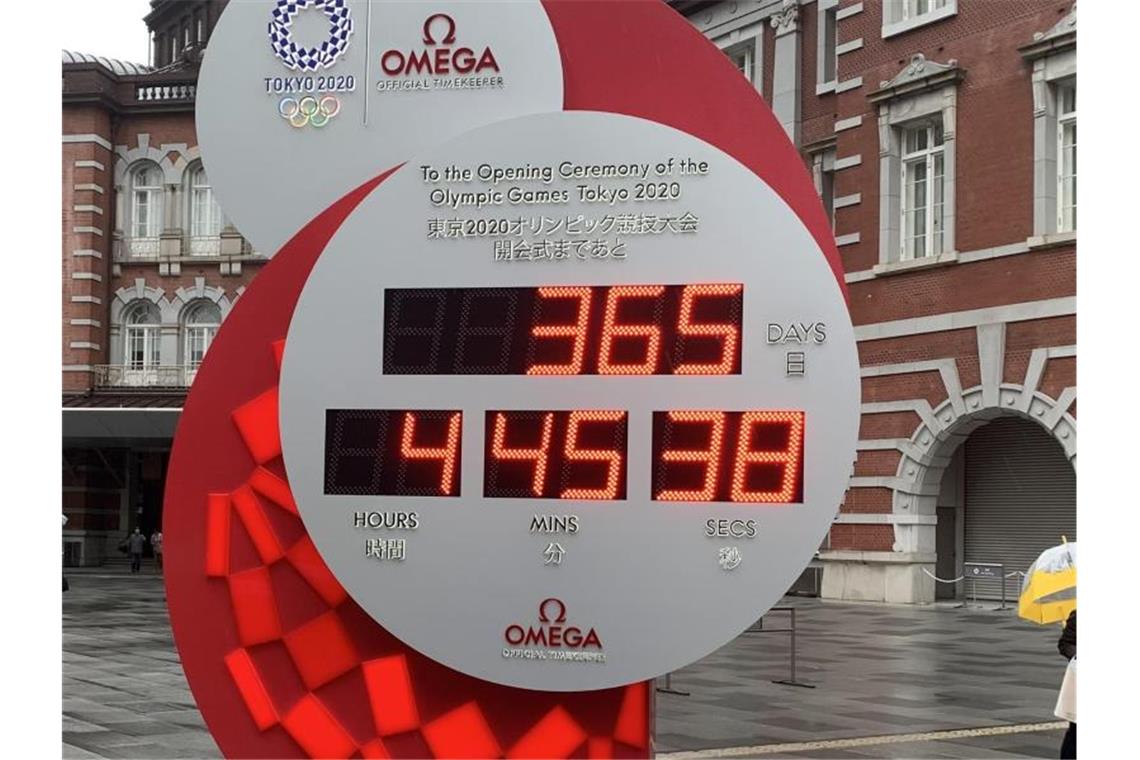 TOKYO 2020
Ω
OMEGA
OFFICIAL TIMEKEEPER
To the Opening Ceremony of the
Olympic Games Tokyo 2020
東京2020オリンピック競技大会
開会式まであと
365
DAYS
日
4 45 38
HOURS MINS SECS
時間 分 秒
Ω
OMEGA
OFFICIAL TIMEKEEPER